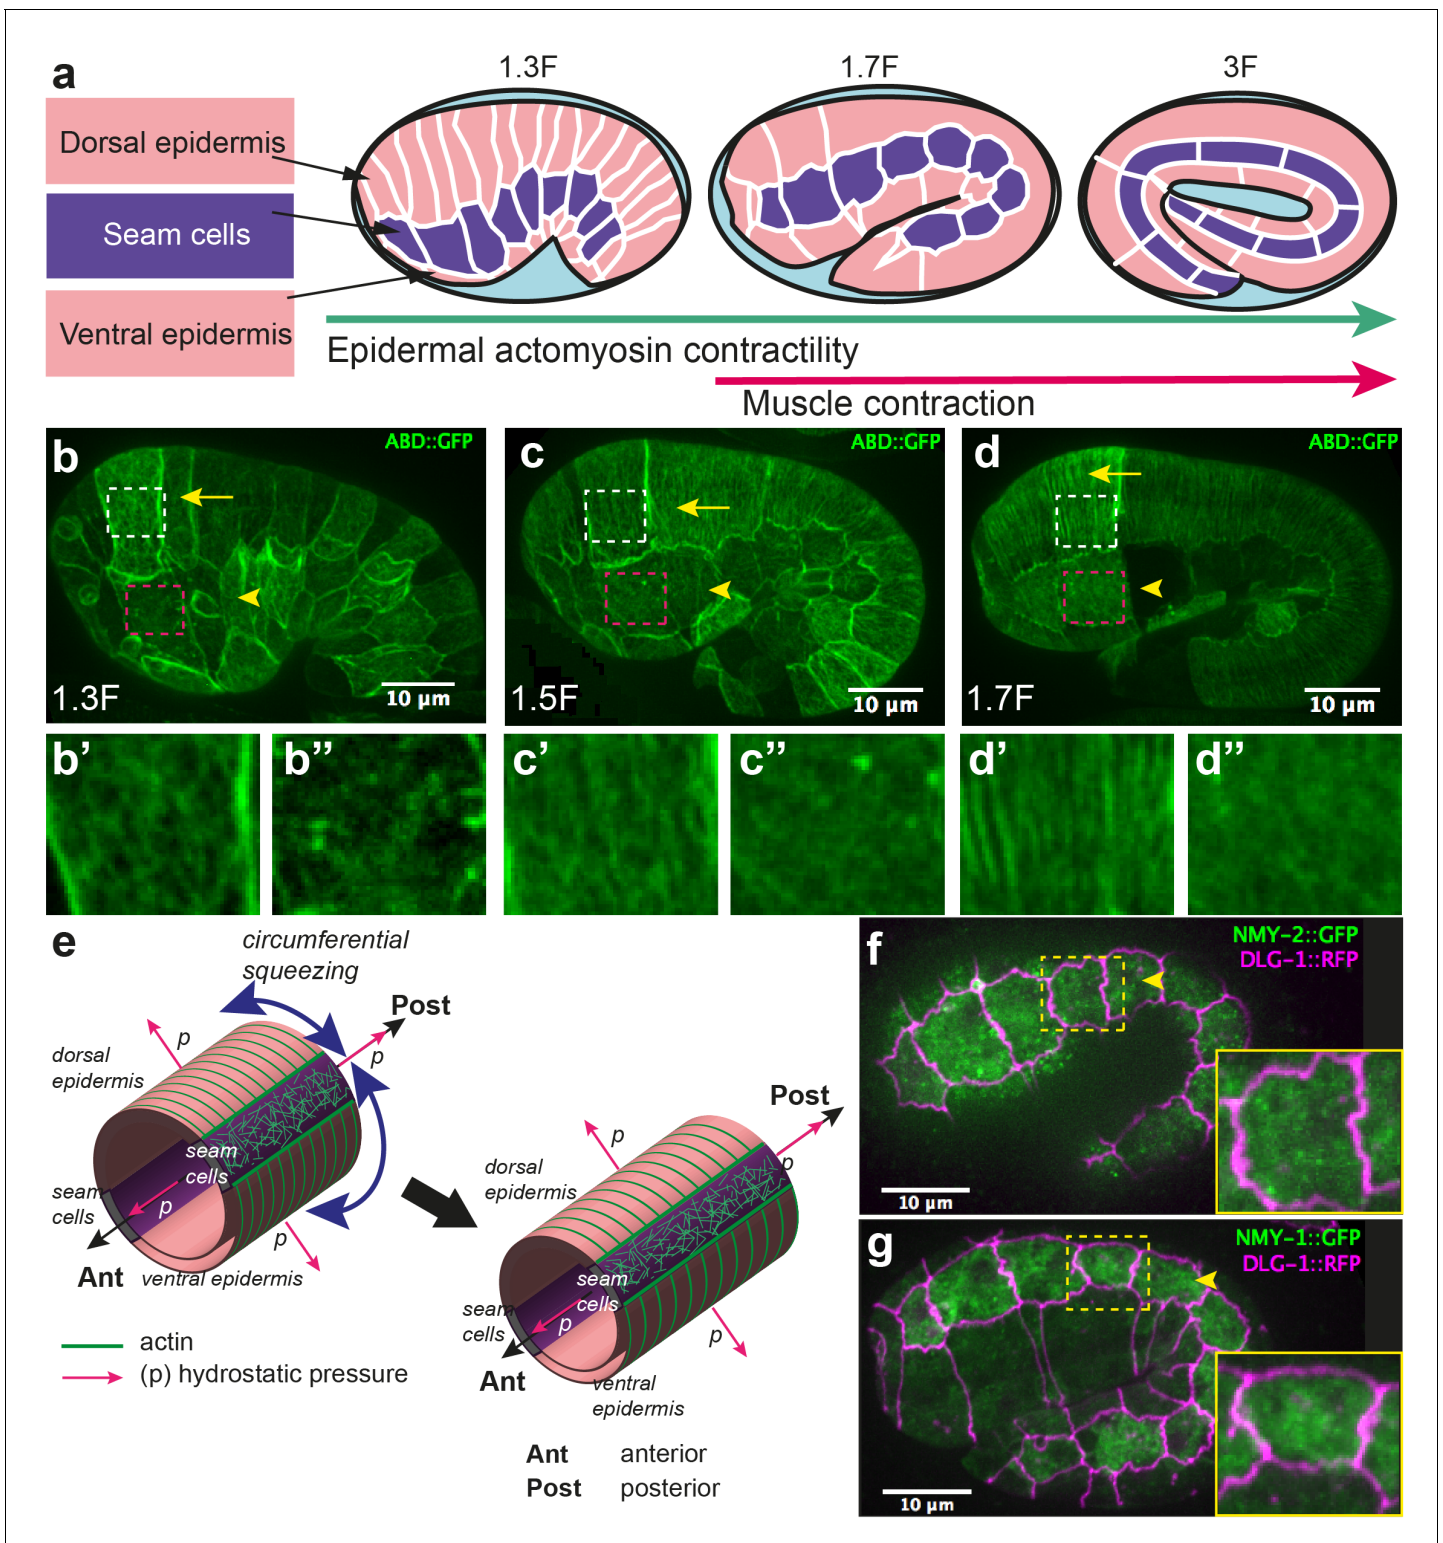 a
1.3F
1.7F
3F
Dorsal epidermis
Seam cells
Ventral epidermis
Epidermal actomyosin contractility
Muscle contraction
b
ABD::GFP
1.3F
10 µm
c
ABD::GFP
1.5F
10 µm
d
ABD::GFP
1.7F
10 µm
b’
b’’
c’
c’’
d’
d’’
e
circumferential
squeezing
Post
p
p
dorsal
epidermis
seam
cells
seam
cells
p
p
Ant
ventral epidermis
Post
p
p
dorsal
epidermis
seam
cells
seam
cells
p
p
Ant
ventral
epidermis
actin
(p) hydrostatic pressure
Ant anterior
Post posterior
f
NMY-2::GFP
DLG-1::RFP
10 µm
g
NMY-1::GFP
DLG-1::RFP
10 µm